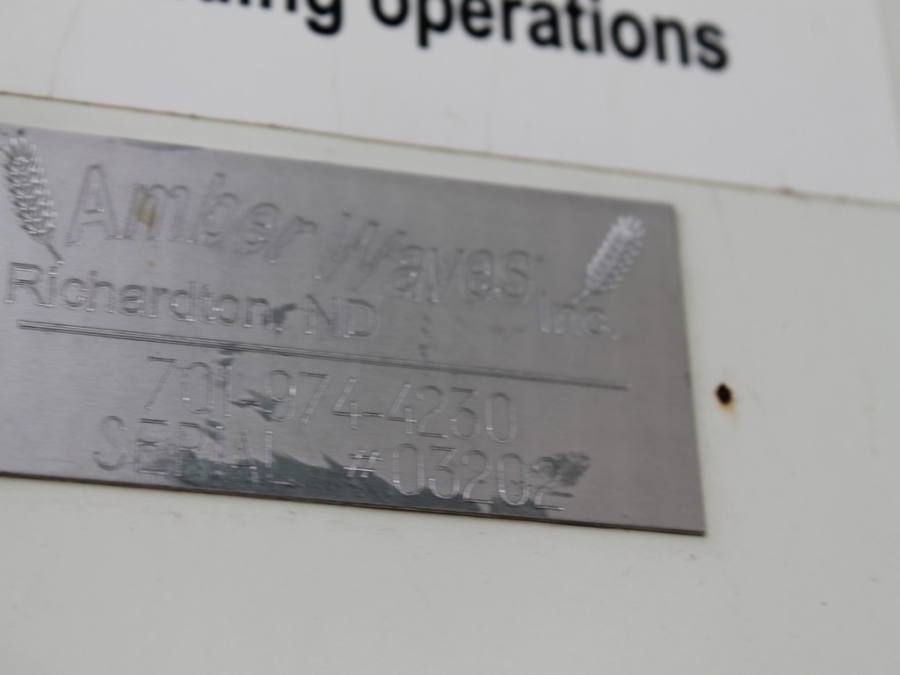 operations
Amber Waves
Richardton, ND Inc.
701-974-4230
SERIAL #03202